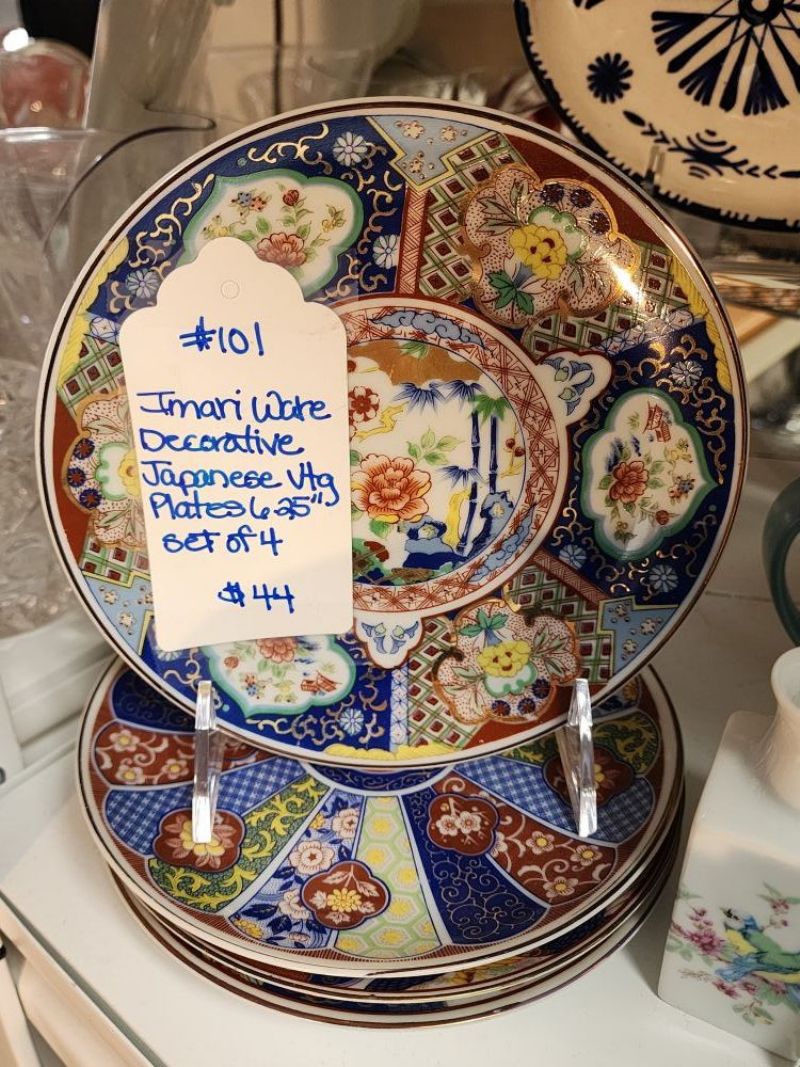 #101
Imari Ware
Decorative
Japanese Vtg
Plates 6.25"
set of 4
$44